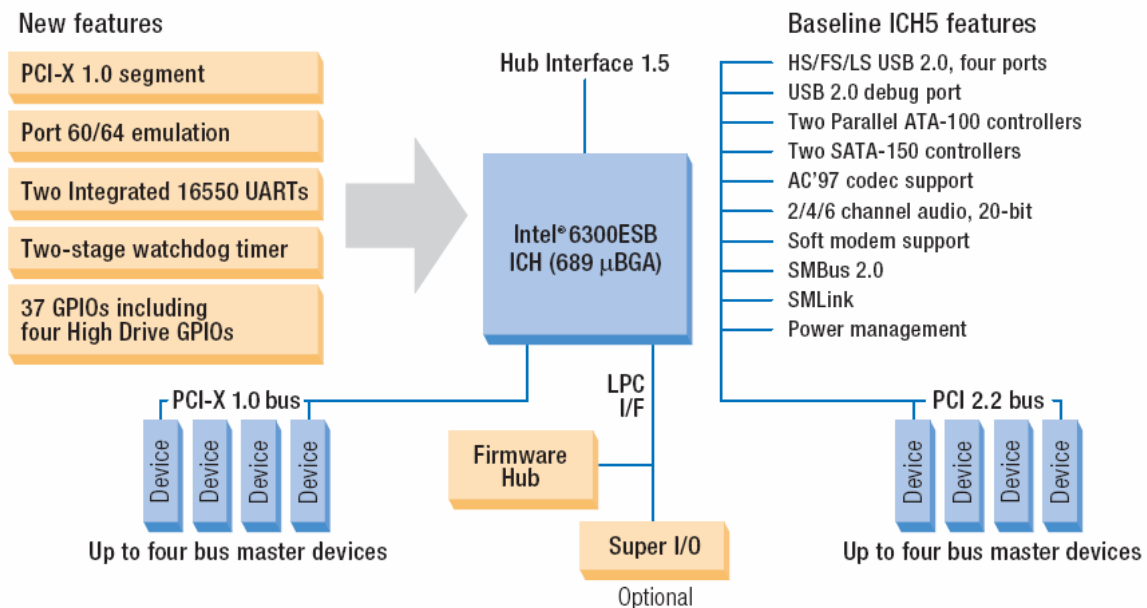 New features
PCI-X 1.0 segment
Port 60/64 emulation
Two Integrated 16550 UARTs
Two-stage watchdog timer
37 GPIOs including
four High Drive GPIOs
Hub Interface 1.5
Intel® 6300ESB
ICH (689 µBGA)
Baseline ICH5 features
HS/FS/LS USB 2.0, four ports
USB 2.0 debug port
Two Parallel ATA-100 controllers
Two SATA-150 controllers
AC’97 codec support
2/4/6 channel audio, 20-bit
Soft modem support
SMBus 2.0
SMLink
Power management
PCI-X 1.0 bus
Device
Device
Device
Device
Up to four bus master devices
LPC
I/F
Firmware
Hub
Super I/O
Optional
PCI 2.2 bus
Device
Device
Device
Device
Up to four bus master devices